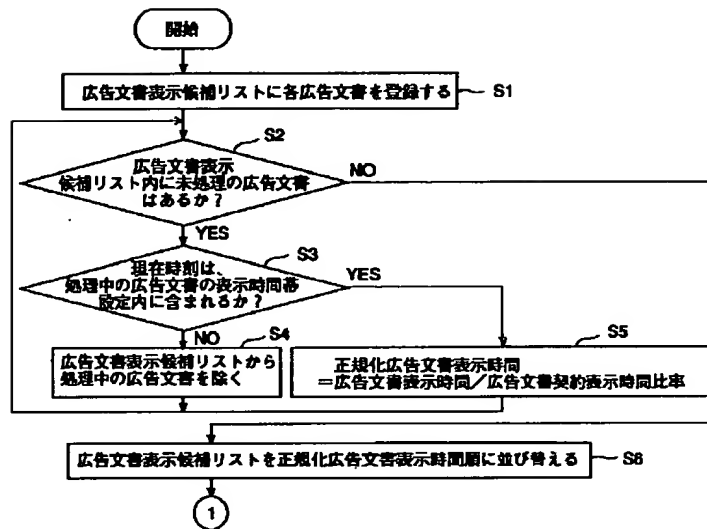 開始
広告文書表示候補リストに各広告文書を登録する
S1
S2
広告文書表示
候補リスト内に未処理の広告文書
はあるか？
NO
YES
S3
現在時刻は、
処理中の広告文書の表示時間帯
設定内に含まれるか？
YES
NO
S4
広告文書表示候補リストから
処理中の広告文書を除く
S5
正規化広告文書表示時間
＝広告文書表示時間／広告文書契約表示時間比率
広告文書表示候補リストを正規化広告文書表示時間順に並び替える
S6
1